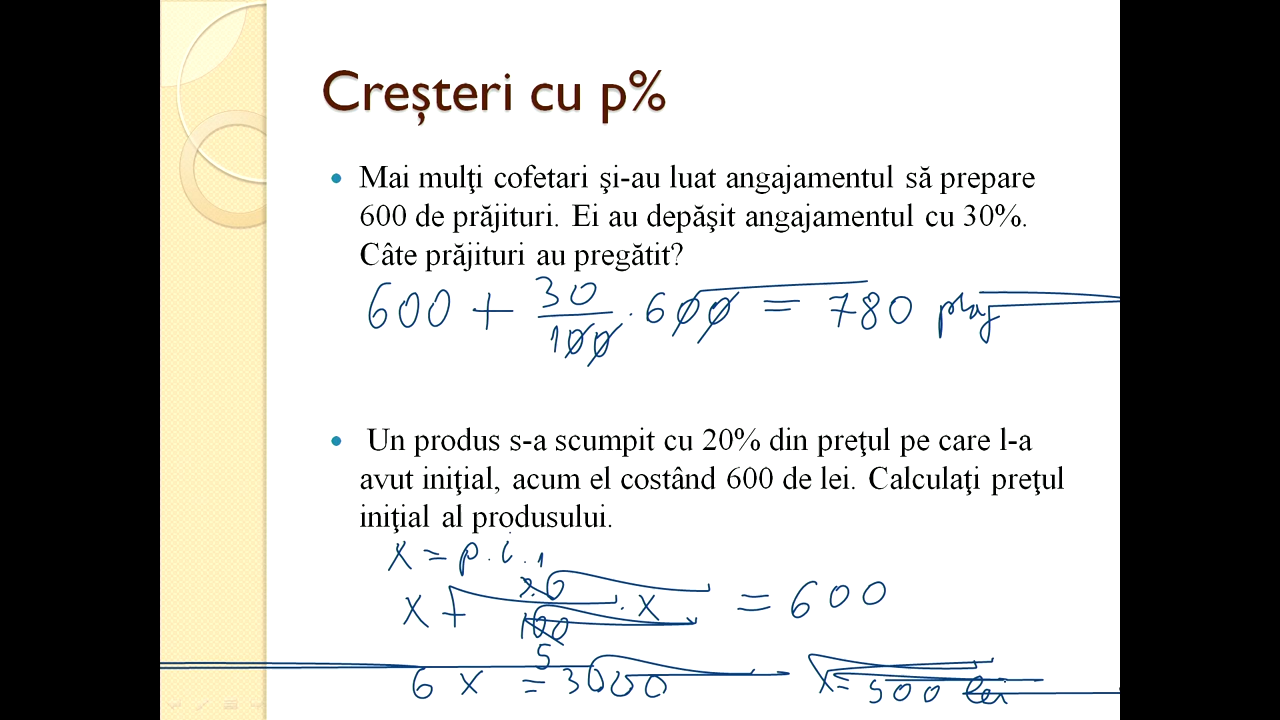 Creșteri cu p%
Mai mulţi cofetari şi-au luat angajamentul să prepare
600 de prăjituri. Ei au depăşit angajamentul cu 30%.
Câte prăjituri au pregătit?
600 + 30/100 · 600 = 780
Un produs s-a scumpit cu 20% din preţul pe care l-a
avut iniţial, acum el costând 600 de lei. Calculaţi preţul
iniţial al produsului.
x = p.i.
x + 20/100 · x = 600
5
6x = 3000 x = 500 lei